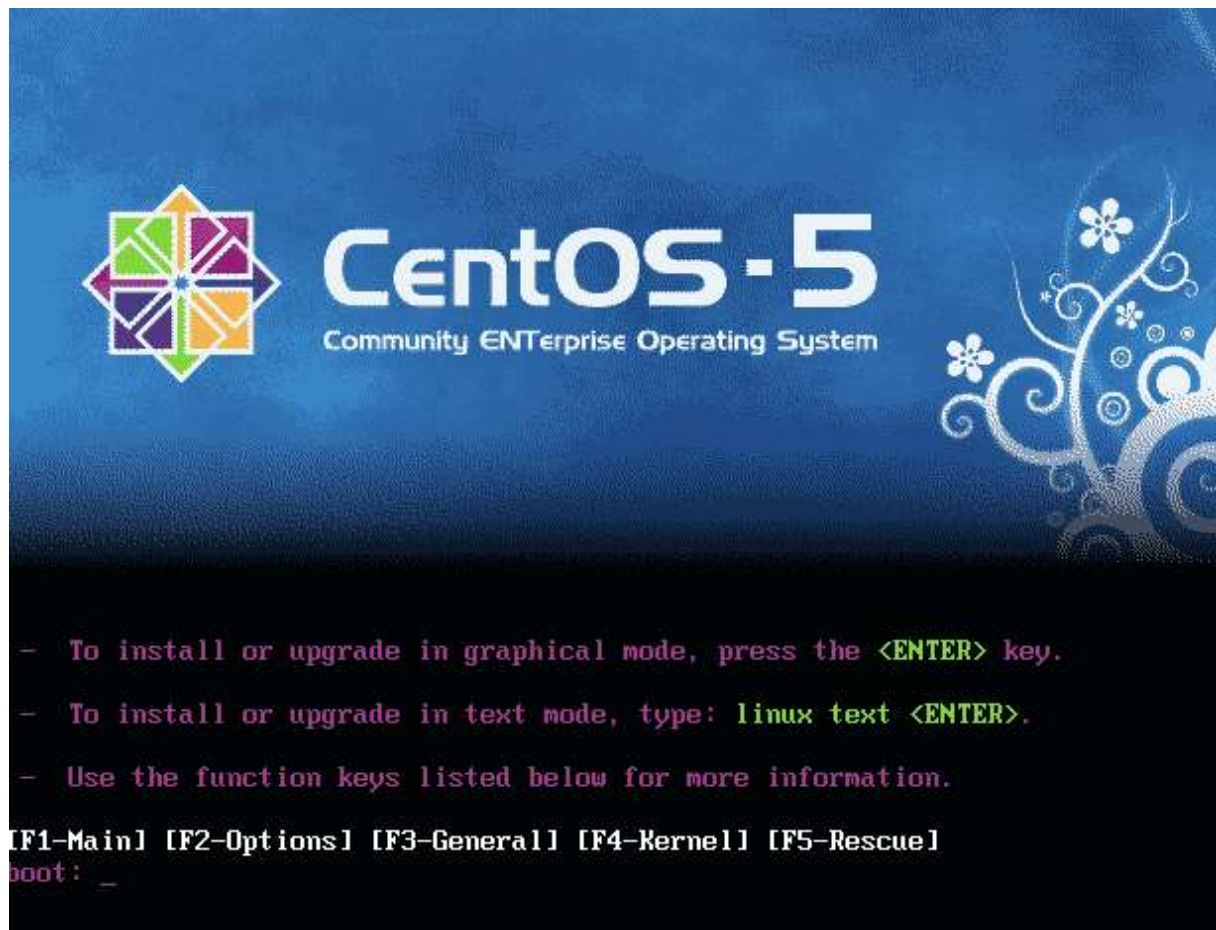 CentOS-5
Community ENTerprise Operating System
- To install or upgrade in graphical mode, press the <ENTER> key.
- To install or upgrade in text mode, type: linux text <ENTER>.
- Use the function keys listed below for more information.
[F1-Main] [F2-Options] [F3-General] [F4-Kernel] [F5-Rescue]
boot: _